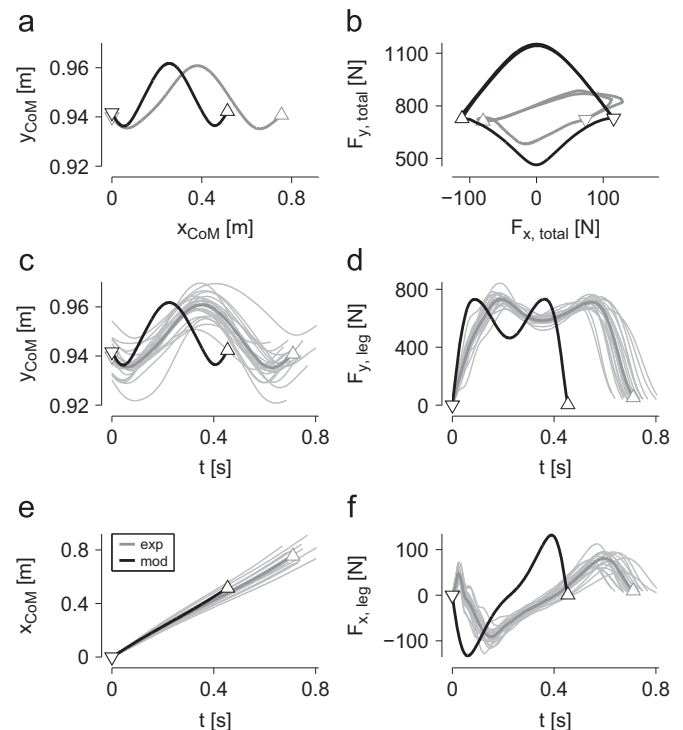 a
b
0.96
0.94
0.92
y_CoM [m]
0
0.4
0.8
x_CoM [m]
1100
800
500
F_y, total [N]
−100
0
100
F_x, total [N]
c
d
0.96
0.94
0.92
y_CoM [m]
0
0.4
0.8
t [s]
800
400
0
F_y, leg [N]
0
0.4
0.8
t [s]
e
f
0.8
0.4
0
x_CoM [m]
exp
mod
0
0.4
0.8
t [s]
100
0
−100
F_x, leg [N]
0
0.4
0.8
t [s]